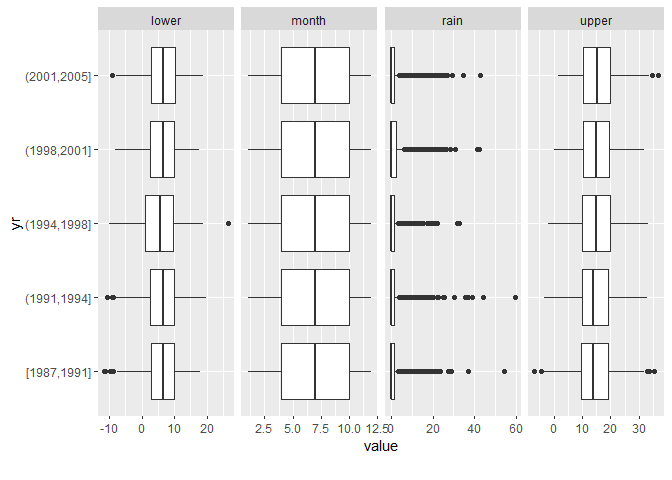 lower month rain upper
(2001,2005]
(1998,2001]
yr
(1994,1998]
(1991,1994]
[1987,1991]
-10 0 10 20 2.5 5.0 7.5 10.0 12.5 0 20 40 60 0 10 20 30
value